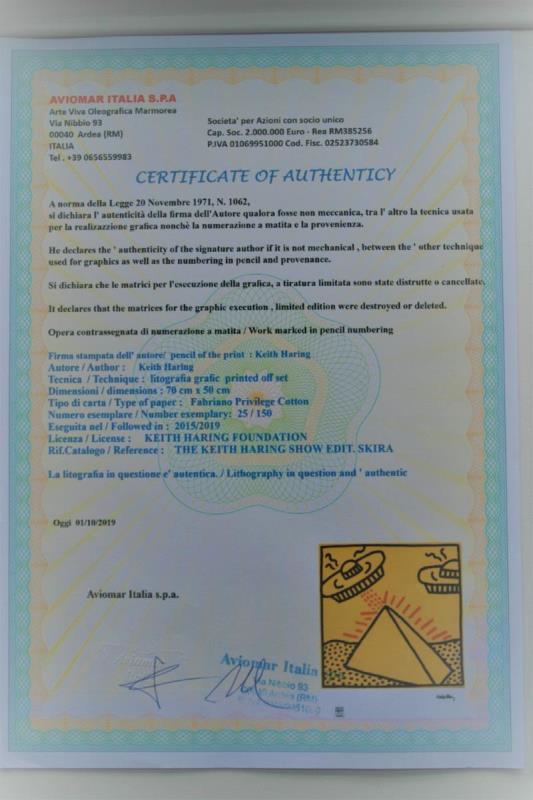 AVIOMAR ITALIA S.P.A
Arte Viva Oleografica Marmorea
Via Nibbio 93
00040 Ardea (RM)
ITALIA
Tel . +39 0656559983
Societa' per Azioni con socio unico
Cap. Soc. 2.000.000 Euro - Rea RM385256
P.IVA 01069951000 Cod. Fisc. 02523730584
CERTIFICATE OF AUTHENTICY
A norma della Legge 20 Novembre 1971, N. 1062,
si dichiara l' autenticità della firma dell'Autore qualora fosse non meccanica, tra l' altro la tecnica usata
per la realizazzione grafica nonchè la numerazione a matita e la provenienza.
He declares the ' authenticity of the signature author if it is not mechanical , between the ' other technique
used for graphics as well as the numbering in pencil and provenance.
Si dichiara che le matrici per l'esecuzione della grafica, a tiratura limitata sono state distrutte o cancellate.
It declares that the matrices for the graphic execution , limited edition were destroyed or deleted.
Opera contrassegnata di numerazione a matita / Work marked in pencil numbering
Firma stampata dell' autore/ pencil of the print : Keith Haring
Autore / Author : Keith Haring
Tecnica / Technique : litografia grafic printed off set
Dimensioni / dimensions : 70 cm x 50 cm
Tipo di carta / Type of paper : Fabriano Privilege Cotton
Numero esemplare / Number exemplary: 25 / 150
Eseguita nel / Followed in : 2015/2019
Licenza / License : KEITH HARING FOUNDATION
Rif.Catalogo / Reference : THE KEITH HARING SHOW EDIT. SKIRA
La litografia in questione e' autentica. / Lithography in question and ' authentic
Oggi 01/10/2019
Aviomar Italia s.p.a.
Aviomar Italia
Via Nibbio 93
Ardea (RM)